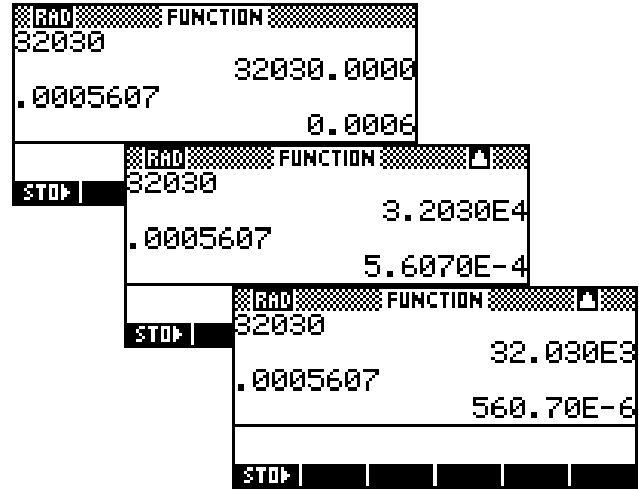 RAD FUNCTION
32030
32030.0000
.0005607
0.0006
STO▶
RAD FUNCTION
32030
3.2030E4
.0005607
5.6070E-4
STO▶
RAD FUNCTION
32030
32.030E3
.0005607
560.70E-6
STO▶